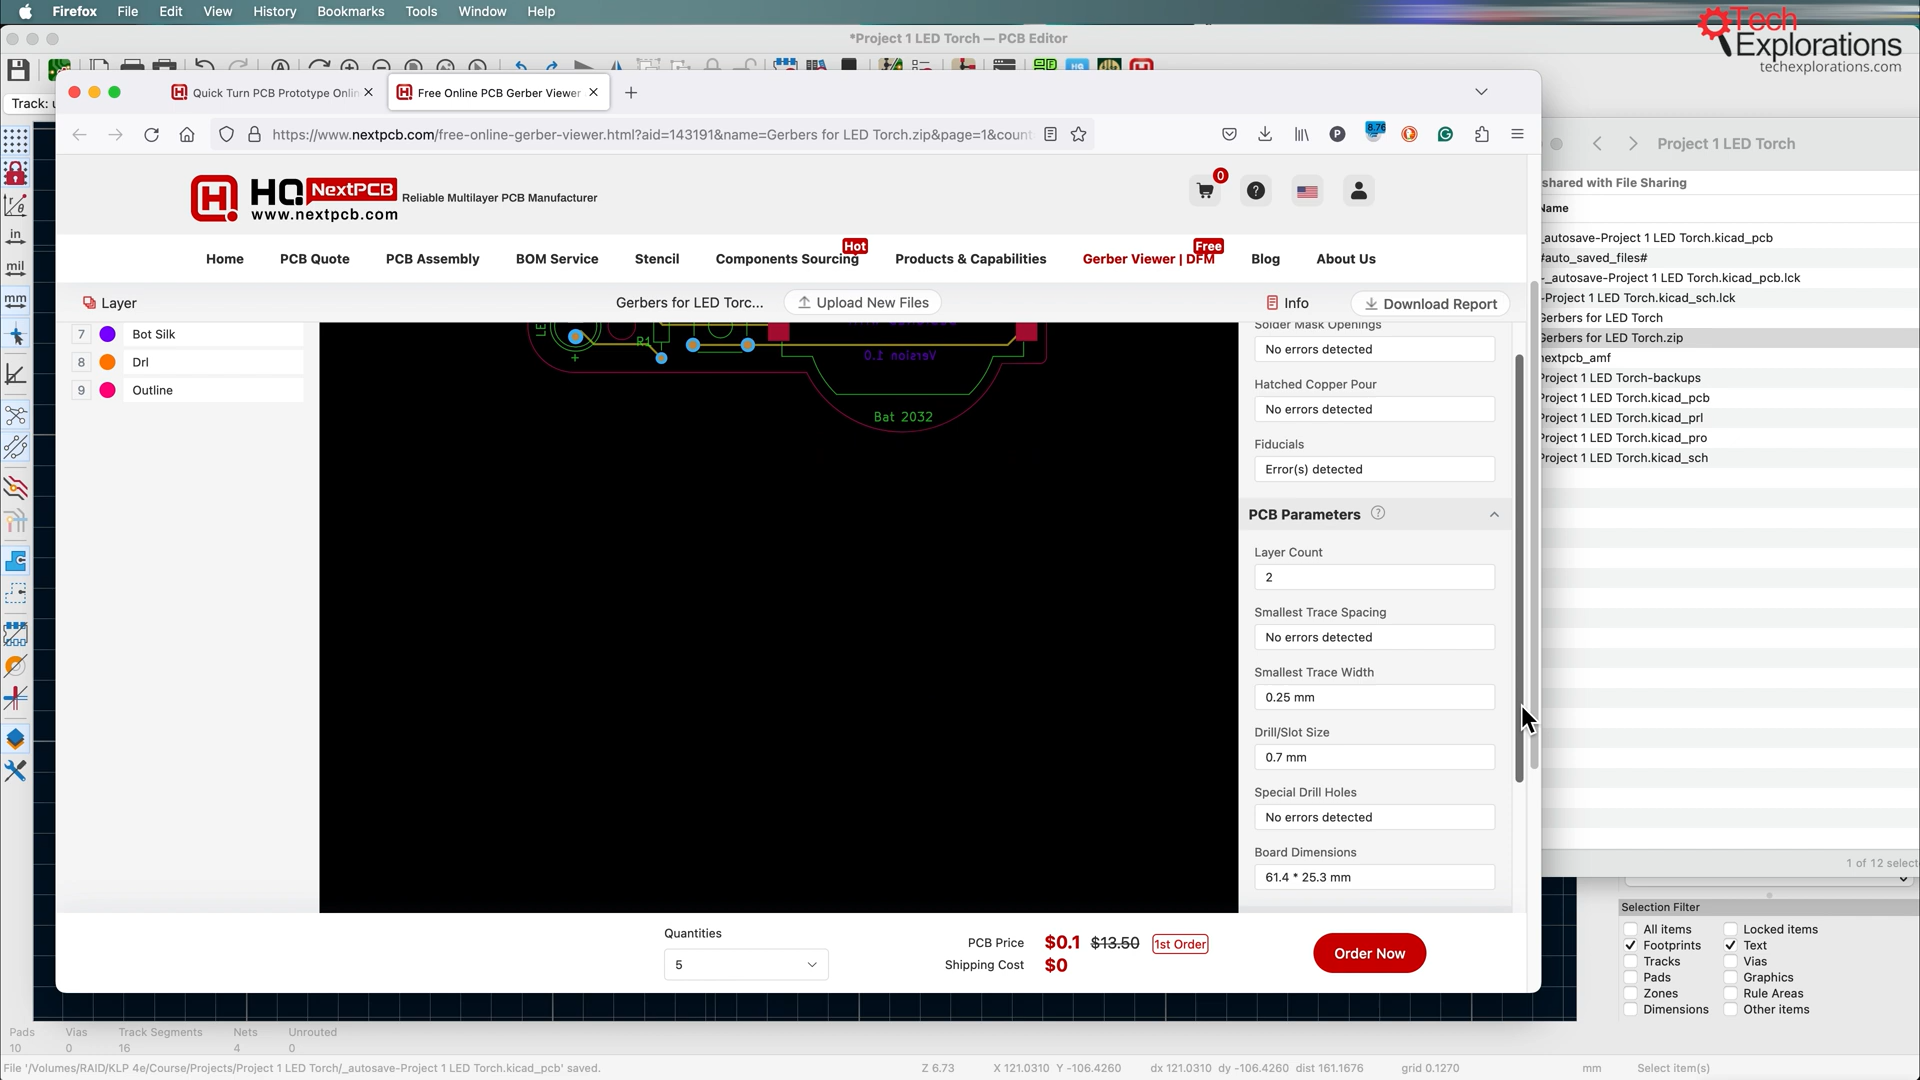 Firefox File Edit View History Bookmarks Tools Window Help
Tech
Explorations
techexplorations.com
*Project 1 LED Torch — PCB Editor
Track:
Quick Turn PCB Prototype Onlin
Free Online PCB Gerber Viewer
https://www.nextpcb.com/free-online-gerber-viewer.html?aid=143191&name=Gerbers for LED Torch.zip&page=1&count
8.76
HQ NextPCB
www.nextpcb.com
Reliable Multilayer PCB Manufacturer
0
Hot
Free
Home PCB Quote PCB Assembly BOM Service Stencil Components Sourcing Products & Capabilities Gerber Viewer | DFM Blog About Us
Layer
Gerbers for LED Torc...
Upload New Files
Info
Download Report
7 Bot Silk
8 Drl
9 Outline
R1
Version 1.0
Bat 2032
+
Solder Mask Openings
No errors detected
Hatched Copper Pour
No errors detected
Fiducials
Error(s) detected
PCB Parameters
Layer Count
2
Smallest Trace Spacing
No errors detected
Smallest Trace Width
0.25 mm
Drill/Slot Size
0.7 mm
Special Drill Holes
No errors detected
Board Dimensions
61.4 * 25.3 mm
Quantities
5
PCB Price $0.1 $13.50 1st Order
Shipping Cost $0
Order Now
in
mil
mm
Project 1 LED Torch
shared with File Sharing
Name
_autosave-Project 1 LED Torch.kicad_pcb
#auto_saved_files#
~_autosave-Project 1 LED Torch.kicad_pcb.lck
~Project 1 LED Torch.kicad_sch.lck
Gerbers for LED Torch
Gerbers for LED Torch.zip
nextpcb_amf
Project 1 LED Torch-backups
Project 1 LED Torch.kicad_pcb
Project 1 LED Torch.kicad_prl
Project 1 LED Torch.kicad_pro
Project 1 LED Torch.kicad_sch
1 of 12 select
Selection Filter
All items Locked items
Footprints Text
Tracks Vias
Pads Graphics
Zones Rule Areas
Dimensions Other items
Pads Vias Track Segments Nets Unrouted
10 0 16 4 0
File '/Volumes/RAID/KLP 4e/Course/Projects/Project 1 LED Torch/_autosave-Project 1 LED Torch.kicad_pcb' saved.
Z 6.73 X 121.0310 Y -106.4260 dx 121.0310 dy -106.4260 dist 161.1676 grid 0.1270 mm Select item(s)